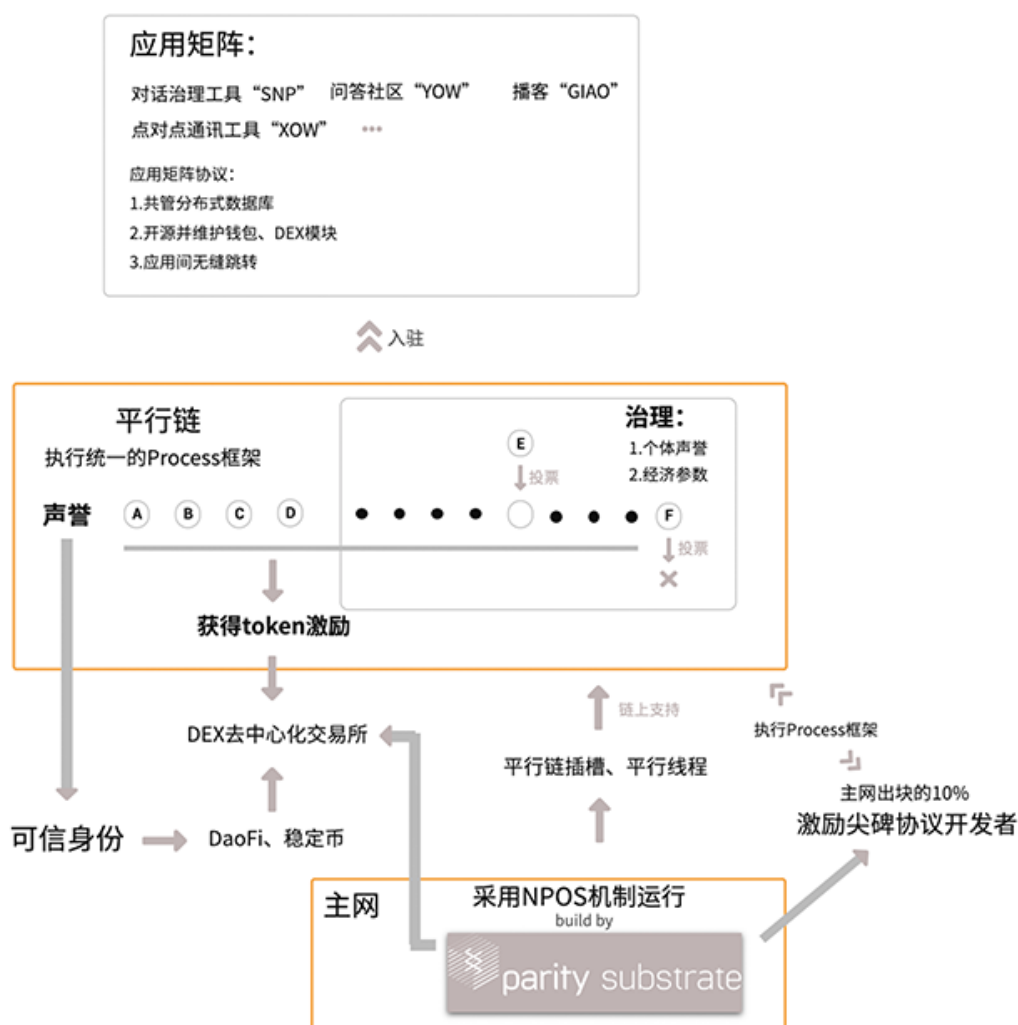 应用矩阵：
对话治理工具“SNP” 问答社区“YOW” 播客“GIAO”
点对点通讯工具“XOW” •••
应用矩阵协议：
1.共管分布式数据库
2.开源并维护钱包、DEX模块
3.应用间无缝跳转
入驻
平行链
执行统一的Process框架
治理：
1.个体声誉
2.经济参数
E
投票
声誉 A B C D
F
投票
获得token激励
DEX去中心化交易所
链上支持
平行链插槽、平行线程
执行Process框架
主网出块的10%
激励尖碑协议开发者
可信身份
DaoFi、稳定币
主网
采用NPOS机制运行
build by
parity substrate